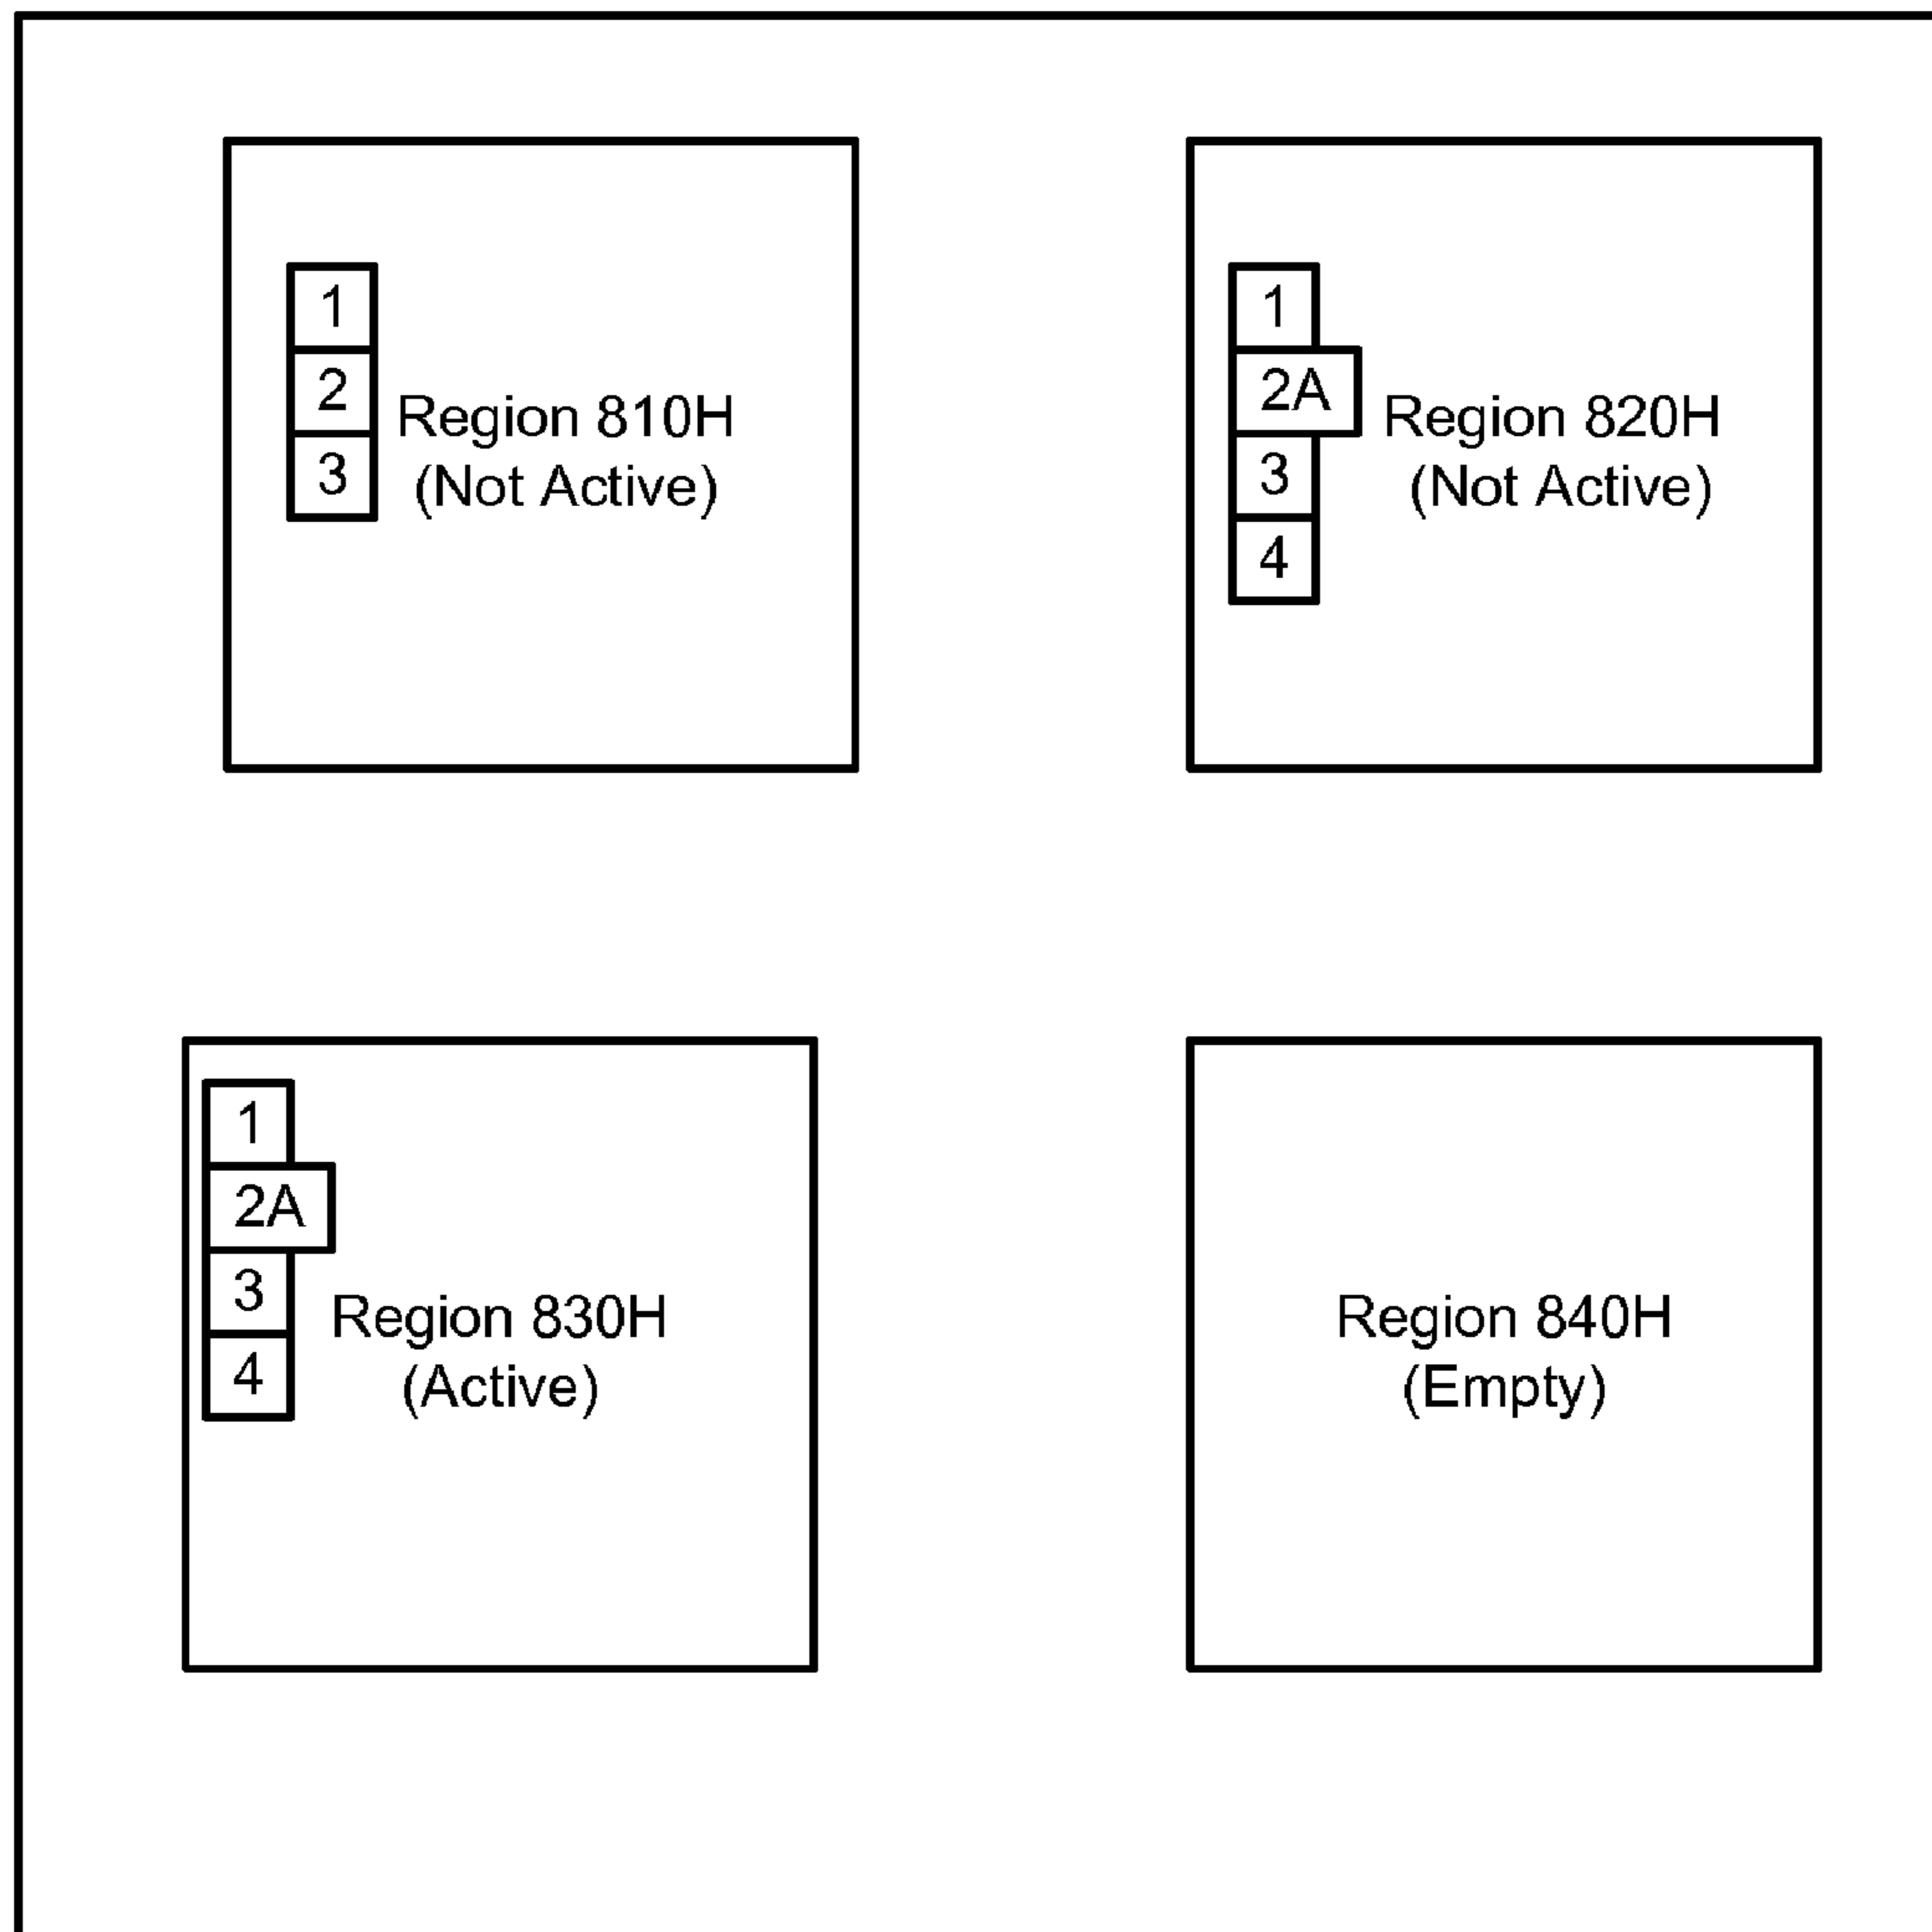 1
2
3
Region 810H
(Not Active)
1
2A
3
4
Region 820H
(Not Active)
1
2A
3
4
Region 830H
(Active)
Region 840H
(Empty)